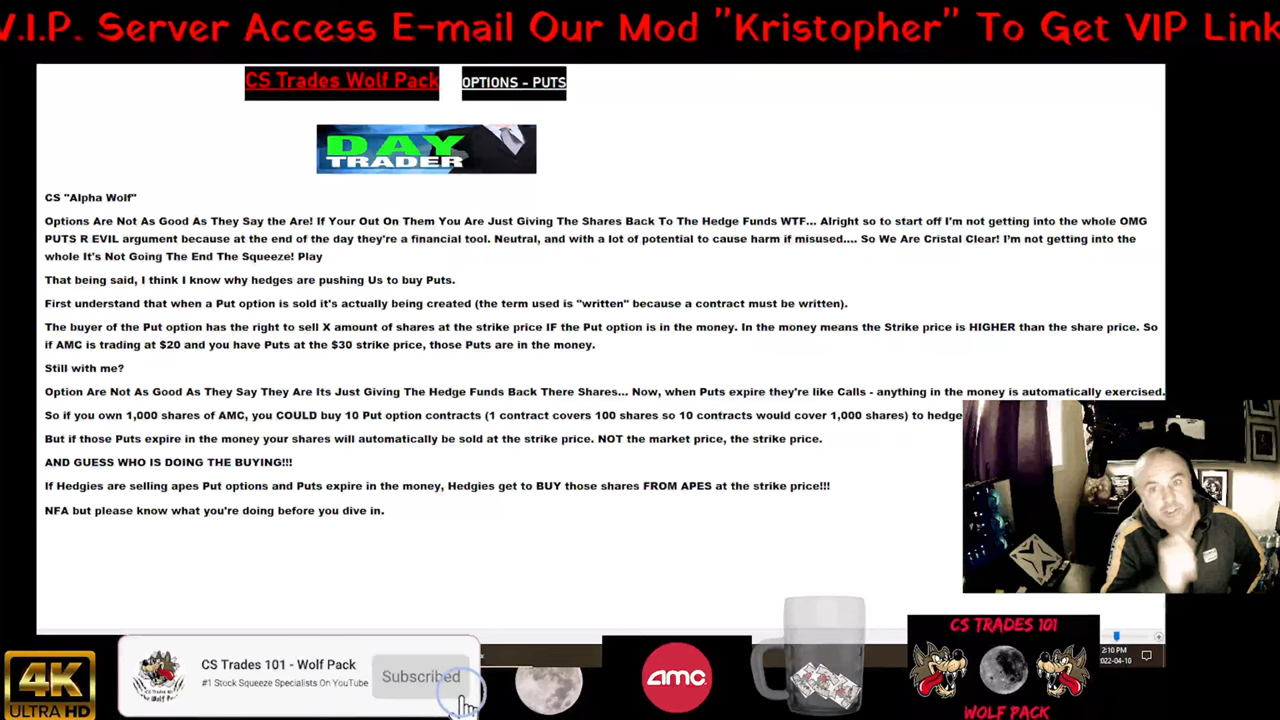 V.I.P. Server Access E-mail Our Mod "Kristopher" To Get VIP Link
CS Trades Wolf Pack OPTIONS - PUTS
DAY
TRADER
CS "Alpha Wolf"
Options Are Not As Good As They Say the Are! If Your Out On Them You Are Just Giving The Shares Back To The Hedge Funds WTF... Alright so to start off I'm not getting into the whole OMG
PUTS R EVIL argument because at the end of the day they're a financial tool. Neutral, and with a lot of potential to cause harm if misused.... So We Are Cristal Clear! I'm not getting into the
whole It's Not Going The End The Squeeze! Play
That being said, I think I know why hedges are pushing Us to buy Puts.
First understand that when a Put option is sold it's actually being created (the term used is "written" because a contract must be written).
The buyer of the Put option has the right to sell X amount of shares at the strike price IF the Put option is in the money. In the money means the Strike price is HIGHER than the share price. So
if AMC is trading at $20 and you have Puts at the $30 strike price, those Puts are in the money.
Still with me?
Option Are Not As Good As They Say They Are Its Just Giving The Hedge Funds Back There Shares... Now, when Puts expire they're like Calls - anything in the money is automatically exercised.
So if you own 1,000 shares of AMC, you COULD buy 10 Put option contracts (1 contract covers 100 shares so 10 contracts would cover 1,000 shares) to hedge
But if those Puts expire in the money your shares will automatically be sold at the strike price. NOT the market price, the strike price.
AND GUESS WHO IS DOING THE BUYING!!!
If Hedgies are selling apes Put options and Puts expire in the money, Hedgies get to BUY those shares FROM APES at the strike price!!!
NFA but please know what you're doing before you dive in.
4K
ULTRA HD
CS Trades 101 - Wolf Pack
#1 Stock Squeeze Specialists On YouTube
Subscribed
amc
CS TRADES 101
WOLF PACK
2:10 PM
2022-04-10